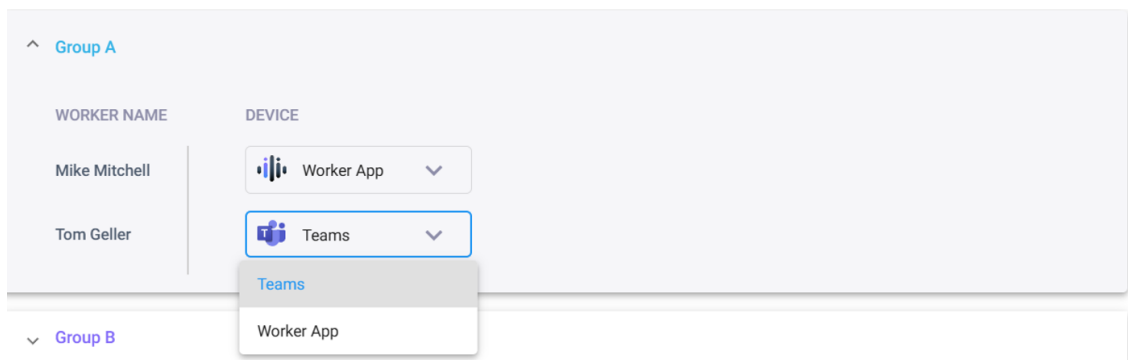 Group A
WORKER NAME DEVICE
Mike Mitchell Worker App
Tom Geller T Teams
Teams
Worker App
Group B